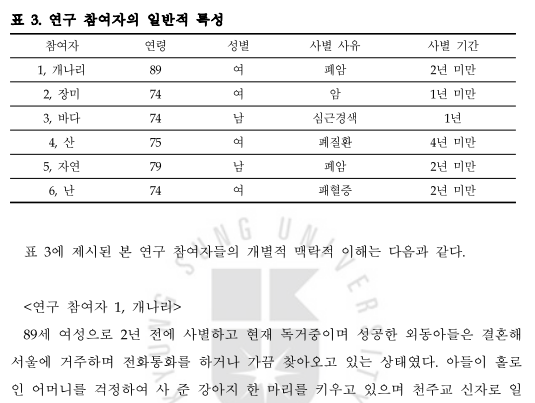 표 3. 연구 참여자의 일반적 특성
참여자 연령 성별 사별 사유 사별 기간
1, 개나리 89 여 폐암 2년 미만
2, 장미 74 여 암 1년 미만
3, 바다 74 남 심근경색 1년
4, 산 75 여 폐질환 4년 미만
5, 자연 79 남 폐암 2년 미만
6, 난 74 여 패혈증 2년 미만
표 3에 제시된 본 연구 참여자들의 개별적 맥락적 이해는 다음과 같다.
<연구 참여자 1, 개나리>
89세 여성으로 2년 전에 사별하고 현재 독거중이며 성공한 외동아들은 결혼해
서울에 거주하며 전화통화를 하거나 가끔 찾아오고 있는 상태였다. 아들이 홀로
인 어머니를 걱정하여 사 준 강아지 한 마리를 키우고 있으며 천주교 신자로 일
KYUNG SUNG UNIVERSITY